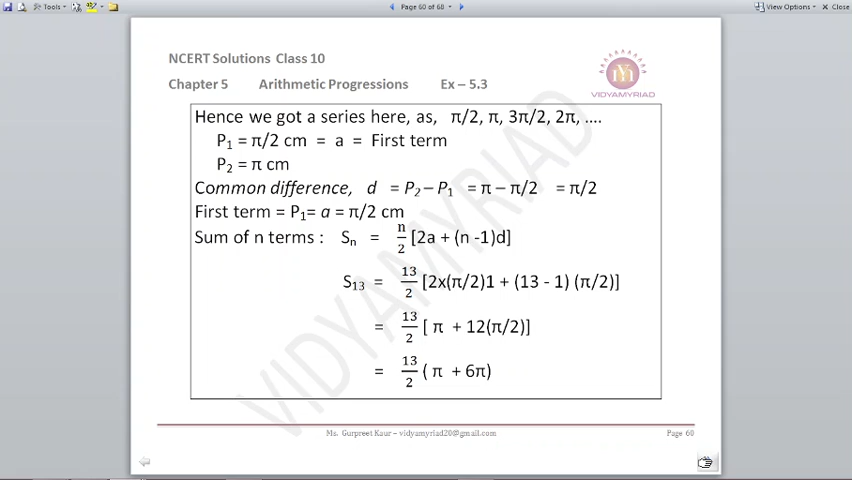 Tools
Page 60 of 68
View Options
Close
NCERT Solutions Class 10
Chapter 5 Arithmetic Progressions Ex – 5.3
VIDYAMYRIAD
Hence we got a series here, as, π/2, π, 3π/2, 2π, ....
P₁ = π/2 cm = a = First term
P₂ = π cm
Common difference, d = P₂ – P₁ = π – π/2 = π/2
First term = P₁= a = π/2 cm
Sum of n terms : Sₙ = n/2 [2a + (n -1)d]
S₁₃ = 13/2 [2x(π/2)1 + (13 - 1) (π/2)]
= 13/2 [ π + 12(π/2)]
= 13/2 ( π + 6π)
VIDYAMYRIAD
Ms. Gurpreet Kaur – vidyamyriad20@gmail.com
Page 60